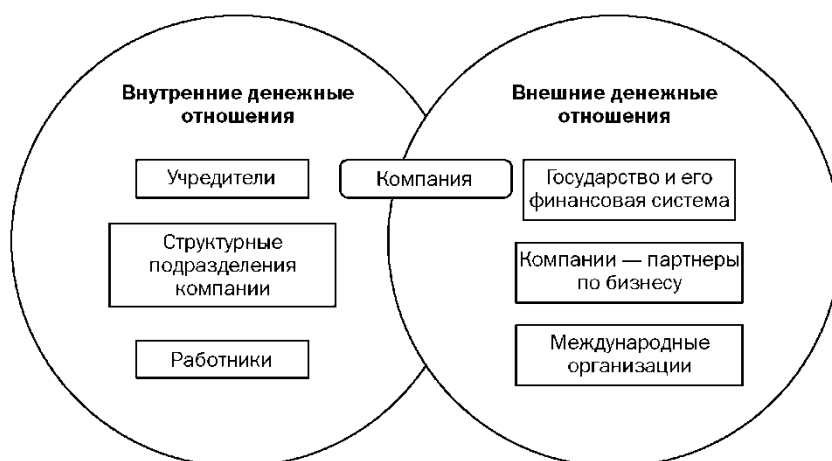 Внутренние денежные
отношения
Учредители
Структурные
подразделения
компании
Работники
Компания
Внешние денежные
отношения
Государство и его
финансовая система
Компании — партнеры
по бизнесу
Международные
организации